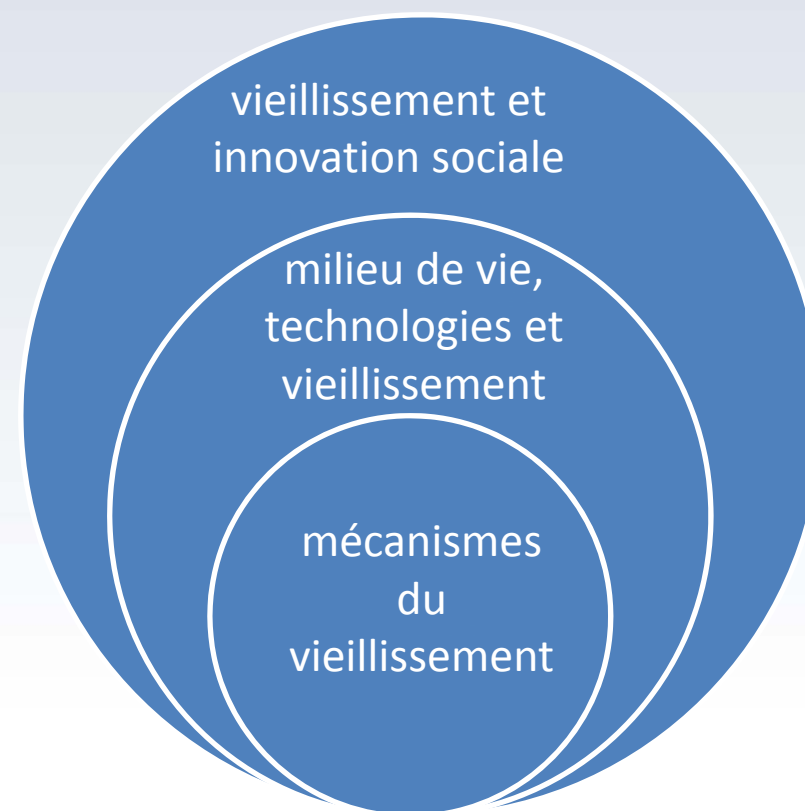 vieillissement et
innovation sociale
milieu de vie,
technologies et
vieillissement
mécanismes
du
vieillissement